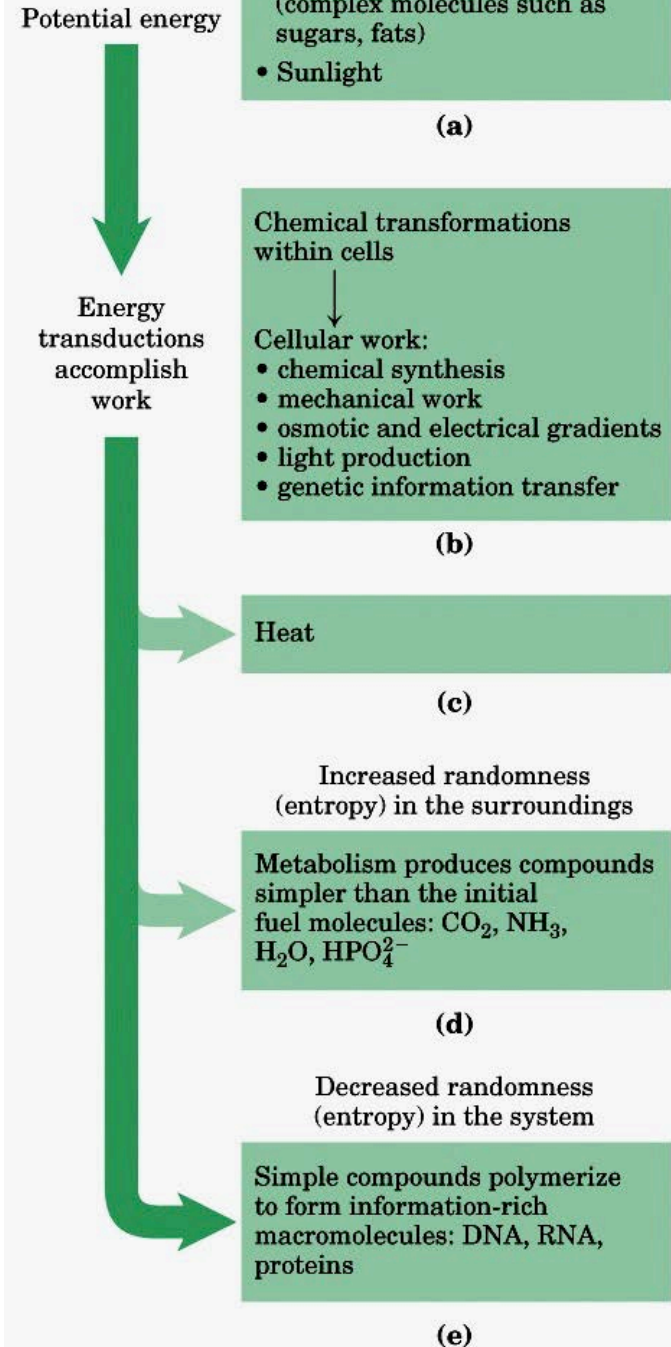 Potential energy
(complex molecules such as
sugars, fats)
• Sunlight
(a)
Energy
transductions
accomplish
work
Chemical transformations
within cells
Cellular work:
• chemical synthesis
• mechanical work
• osmotic and electrical gradients
• light production
• genetic information transfer
(b)
Heat
(c)
Increased randomness
(entropy) in the surroundings
Metabolism produces compounds
simpler than the initial
fuel molecules: CO₂, NH₃,
H₂O, HPO₄²⁻
(d)
Decreased randomness
(entropy) in the system
Simple compounds polymerize
to form information-rich
macromolecules: DNA, RNA,
proteins
(e)